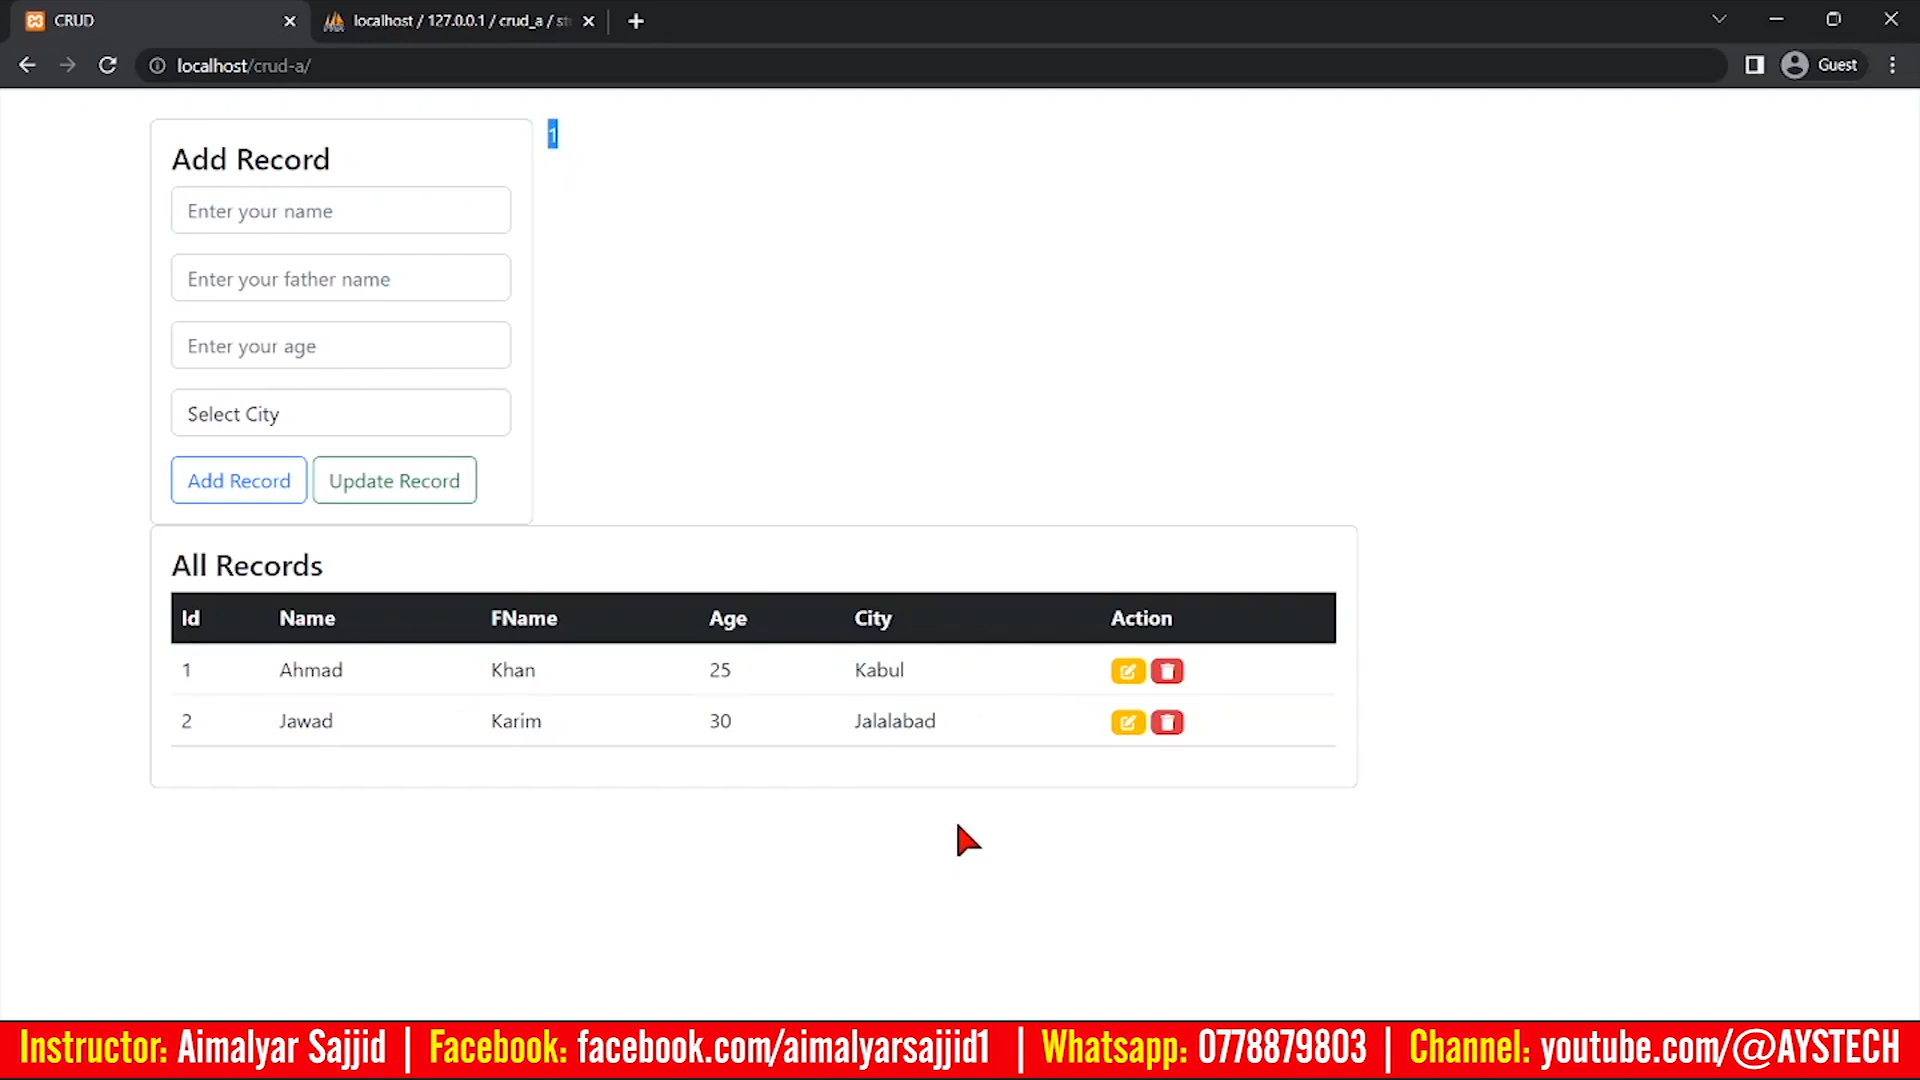 CRUD
localhost / 127.0.0.1 / crud_a / st
localhost/crud-a/
Guest
1
Add Record
Enter your name
Enter your father name
Enter your age
Select City
Add Record Update Record
All Records
Id Name FName Age City Action
1 Ahmad Khan 25 Kabul
2 Jawad Karim 30 Jalalabad
Instructor: Aimalyar Sajjid | Facebook: facebook.com/aimalyarsajjid1 | Whatsapp: 0778879803 | Channel: youtube.com/@AYSTECH